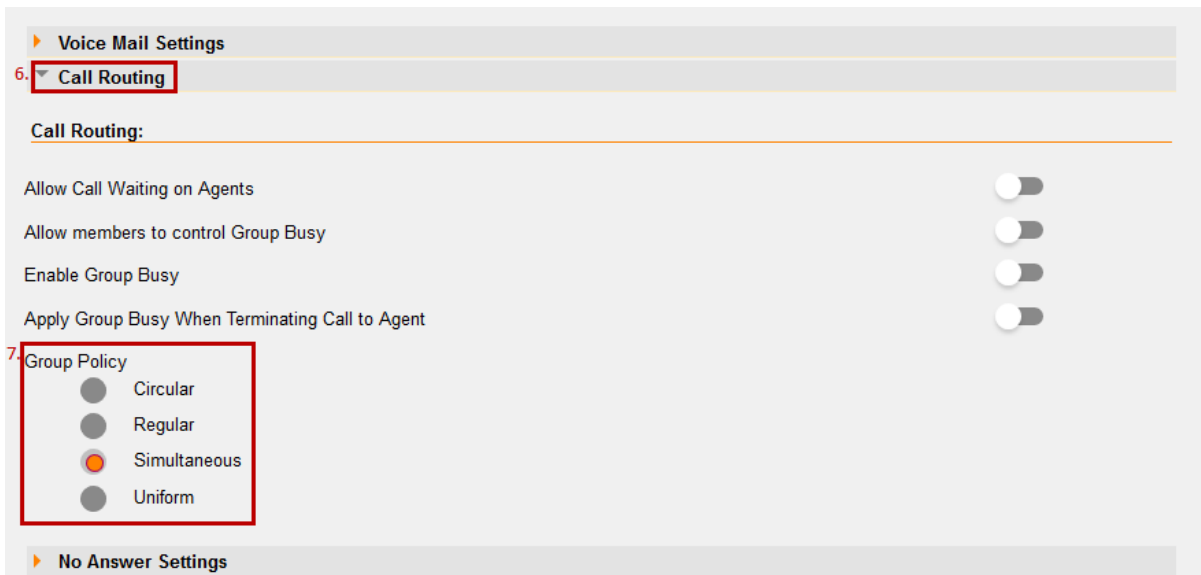 Voice Mail Settings
6. Call Routing
Call Routing:
Allow Call Waiting on Agents
Allow members to control Group Busy
Enable Group Busy
Apply Group Busy When Terminating Call to Agent
7. Group Policy
Circular
Regular
Simultaneous
Uniform
No Answer Settings